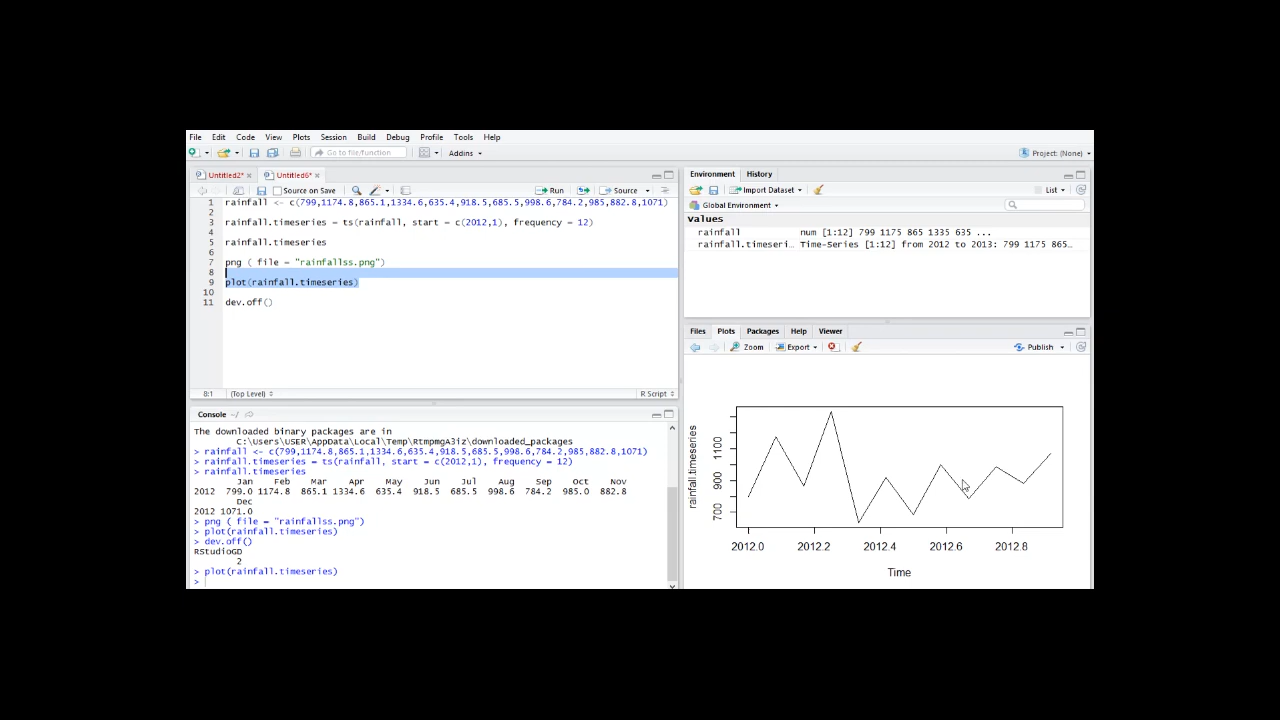 File Edit Code View Plots Session Build Debug Profile Tools Help
Go to file/function Addins Project: (None)
Untitled2* × Untitled6* ×
Source on Save Run Source
1 rainfall <- c(799,1174.8,865.1,1334.6,635.4,918.5,685.5,998.6,784.2,985,882.8,1071)
2
3 rainfall.timeseries = ts(rainfall, start = c(2012,1), frequency = 12)
4
5 rainfall.timeseries
6
7 png ( file = "rainfallss.png")
8
9 plot(rainfall.timeseries)
10
11 dev.off()
8:1 (Top Level) R Script
Console ~/
The downloaded binary packages are in
C:\Users\USER\AppData\Local\Temp\RtmpmgA3iz\downloaded_packages
> rainfall <- c(799,1174.8,865.1,1334.6,635.4,918.5,685.5,998.6,784.2,985,882.8,1071)
> rainfall.timeseries = ts(rainfall, start = c(2012,1), frequency = 12)
> rainfall.timeseries
Jan Feb Mar Apr May Jun Jul Aug Sep Oct Nov
2012 799.0 1174.8 865.1 1334.6 635.4 918.5 685.5 998.6 784.2 985.0 882.8
Dec
2012 1071.0
> png ( file = "rainfallss.png")
> plot(rainfall.timeseries)
> dev.off()
RStudioGD
2
> plot(rainfall.timeseries)
>
Environment History
Import Dataset List
Global Environment
values
rainfall num [1:12] 799 1175 865 1335 635 ...
rainfall.timeseri… Time-Series [1:12] from 2012 to 2013: 799 1175 865…
Files Plots Packages Help Viewer
Zoom Export Publish
rainfall.timeseries
1100
900
700
2012.0 2012.2 2012.4 2012.6 2012.8
Time